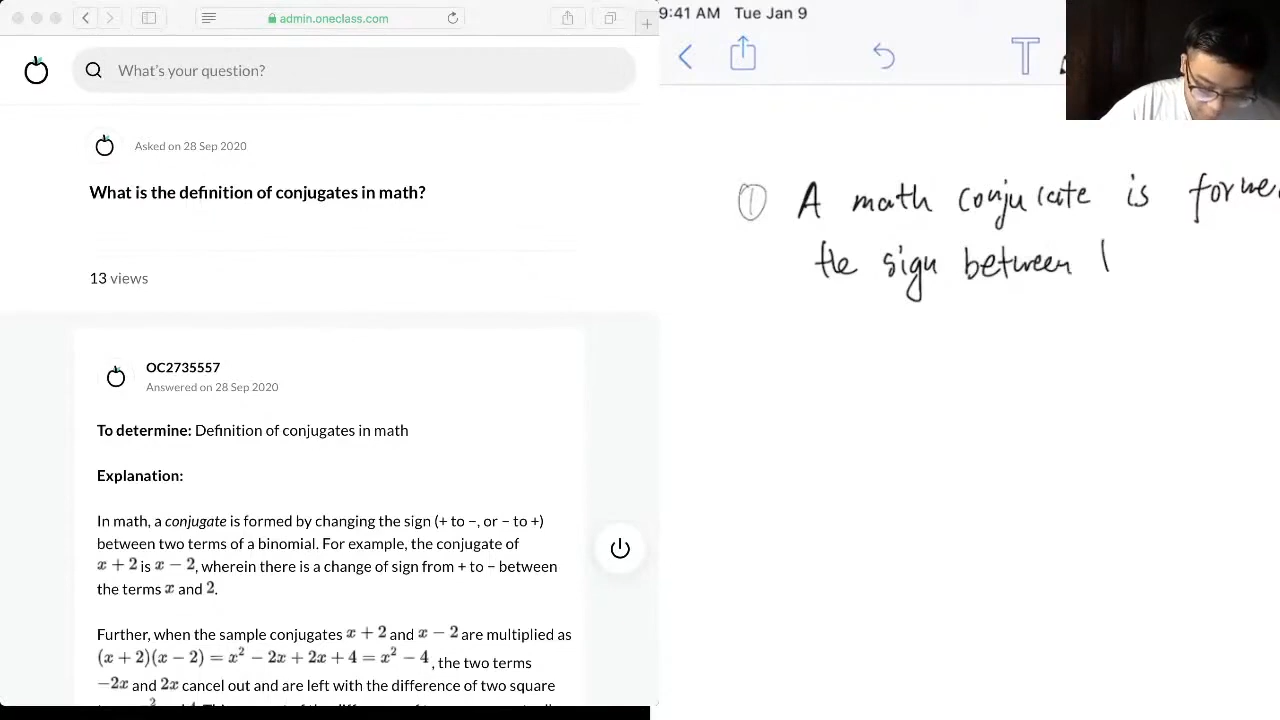 admin.oneclass.com
What's your question?
Asked on 28 Sep 2020
What is the definition of conjugates in math?
13 views
OC2735557
Answered on 28 Sep 2020
To determine: Definition of conjugates in math
Explanation:
In math, a conjugate is formed by changing the sign (+ to −, or − to +)
between two terms of a binomial. For example, the conjugate of
x + 2 is x − 2, wherein there is a change of sign from + to − between
the terms x and 2.
Further, when the sample conjugates x + 2 and x − 2 are multiplied as
(x + 2)(x − 2) = x² − 2x + 2x + 4 = x² − 4, the two terms
−2x and 2x cancel out and are left with the difference of two square
9:41 AM Tue Jan 9
T
① A math conjulate is forme
the sign between